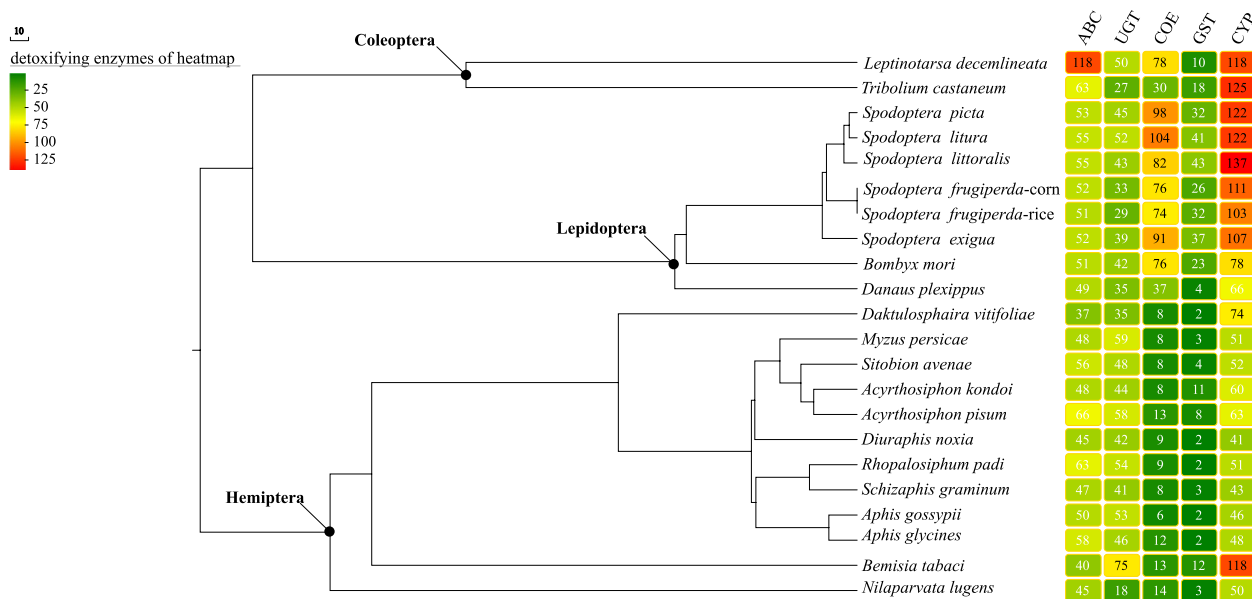 ABC UGT COE GST CYP
10
detoxifying enzymes of heatmap
25
50
75
100
125
Coleoptera
Leptinotarsa decemlineata 118 50 78 10 118
Tribolium castaneum 63 27 30 18 125
Spodoptera picta 53 45 98 32 122
Spodoptera litura 55 52 104 41 122
Spodoptera littoralis 55 43 82 43 137
Spodoptera frugiperda-corn 52 33 76 26 111
Spodoptera frugiperda-rice 51 29 74 32 103
Lepidoptera
Spodoptera exigua 52 39 91 37 107
Bombyx mori 51 42 76 23 78
Danaus plexippus 49 35 37 4 66
Daktulosphaira vitifoliae 37 35 8 2 74
Myzus persicae 48 59 8 3 51
Sitobion avenae 56 48 8 4 52
Acyrthosiphon kondoi 48 44 8 11 60
Acyrthosiphon pisum 66 58 13 8 63
Diuraphis noxia 45 42 9 2 41
Rhopalosiphum padi 63 54 9 2 51
Schizaphis graminum 47 41 8 3 43
Hemiptera
Aphis gossypii 50 53 6 2 46
Aphis glycines 58 46 12 2 48
Bemisia tabaci 40 75 13 12 118
Nilaparvata lugens 45 18 14 3 50